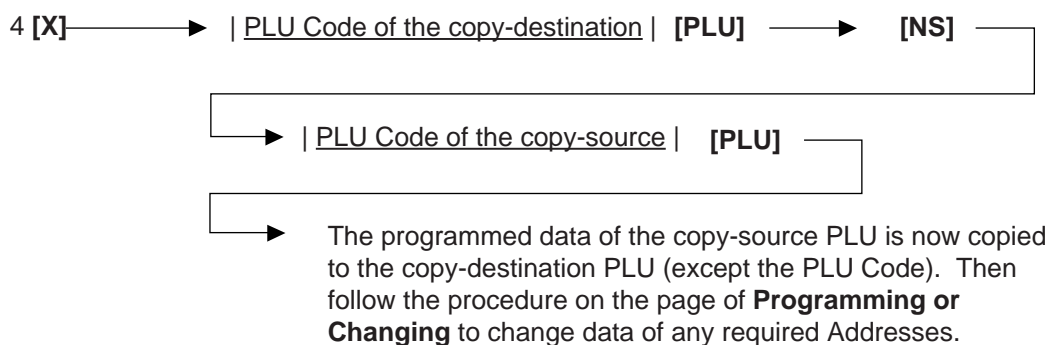 4 [X] | PLU Code of the copy-destination | [PLU] [NS]
| PLU Code of the copy-source | [PLU]
The programmed data of the copy-source PLU is now copied
to the copy-destination PLU (except the PLU Code). Then
follow the procedure on the page of Programming or
Changing to change data of any required Addresses.